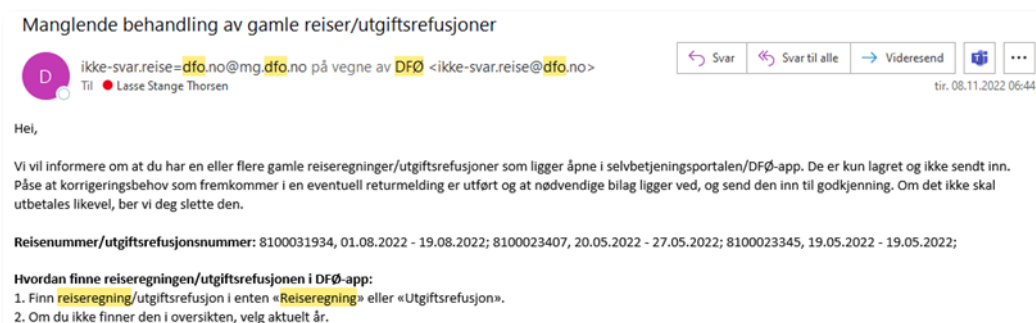 Manglende behandling av gamle reiser/utgiftsrefusjoner
D
ikke-svar.reise=dfo.no@mg.dfo.no på vegne av DFØ <ikke-svar.reise@dfo.no>
Til Lasse Stange Thorsen
Svar
Svar til alle
Videresend
tir. 08.11.2022 06:44
Hei,
Vi vil informere om at du har en eller flere gamle reiseregninger/utgiftsrefusjoner som ligger åpne i selvbetjeningsportalen/DFØ-app. De er kun lagret og ikke sendt inn.
Påse at korrigeringsbehov som fremkommer i en eventuell returmelding er utført og at nødvendige bilag ligger ved, og send den inn til godkjenning. Om det ikke skal
utbetales likevel, ber vi deg slette den.
Reisenummer/utgiftsrefusjonsnummer: 8100031934, 01.08.2022 - 19.08.2022; 8100023407, 20.05.2022 - 27.05.2022; 8100023345, 19.05.2022 - 19.05.2022;
Hvordan finne reiseregningen/utgiftsrefusjonen i DFØ-app:
1. Finn reiseregning/utgiftsrefusjon i enten «Reiseregning» eller «Utgiftsrefusjon».
2. Om du ikke finner den i oversikten, velg aktuelt år.